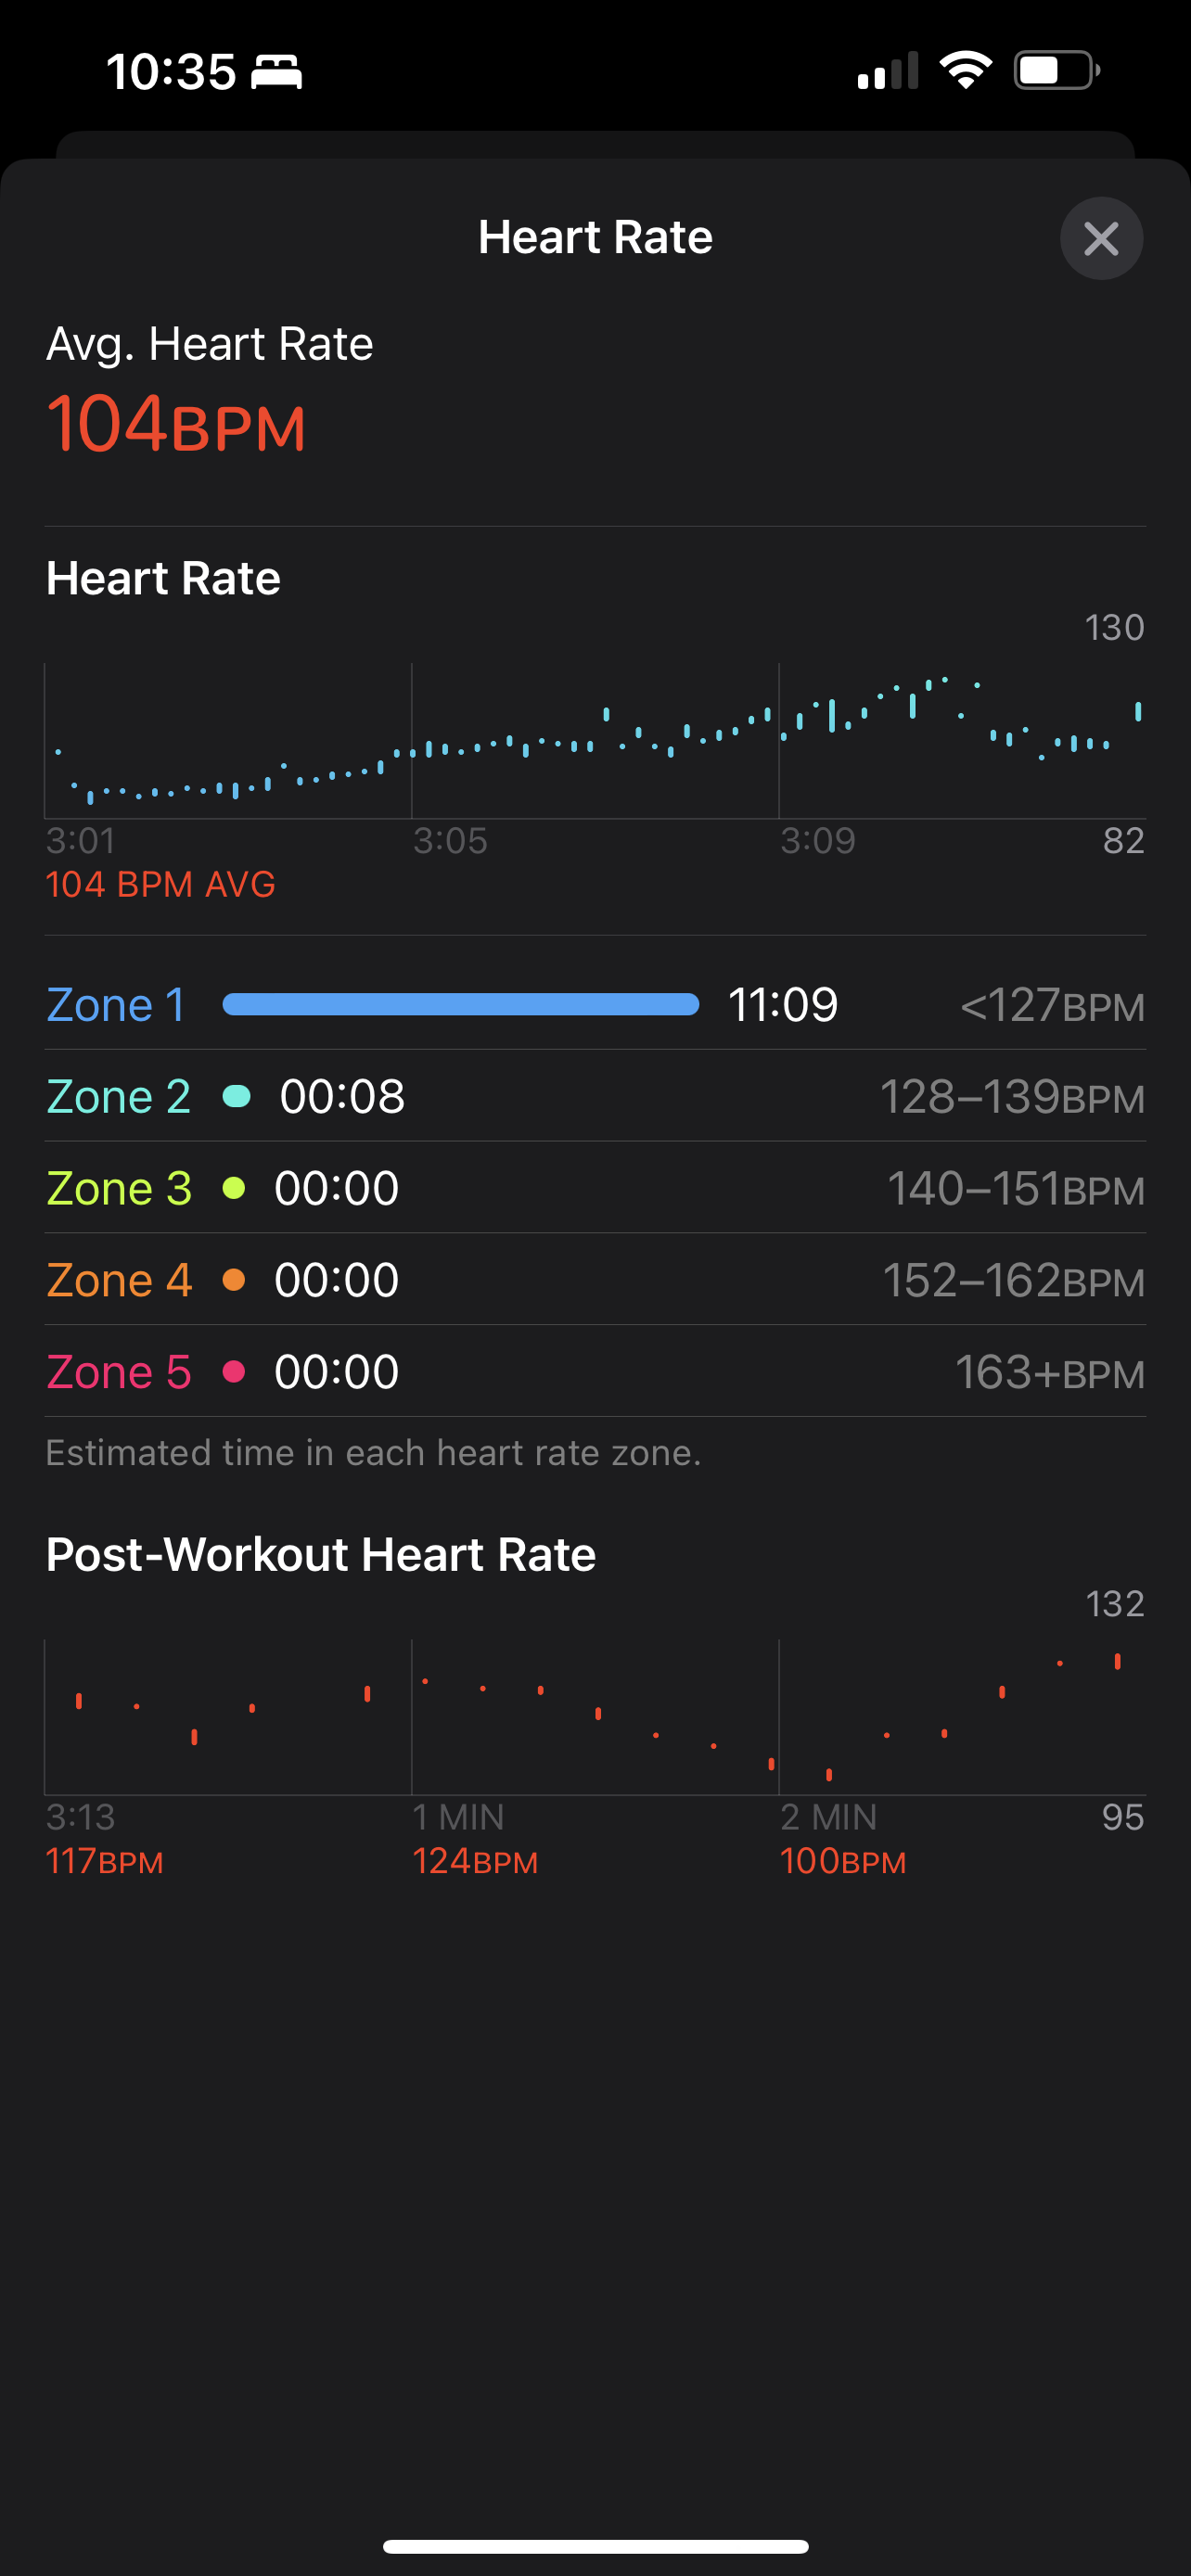 10:35
Heart Rate
Avg. Heart Rate
104BPM
Heart Rate
130
3:01 3:05 3:09 82
104 BPM AVG
Zone 1 11:09 <127BPM
Zone 2 00:08 128–139BPM
Zone 3 00:00 140–151BPM
Zone 4 00:00 152–162BPM
Zone 5 00:00 163+BPM
Estimated time in each heart rate zone.
Post-Workout Heart Rate
132
3:13 1 MIN 2 MIN 95
117BPM 124BPM 100BPM